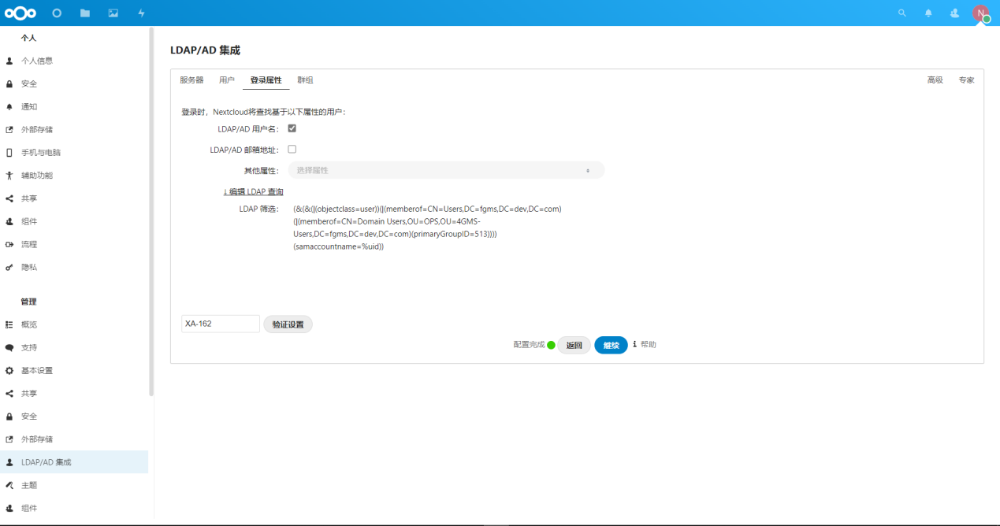 N
个人
个人信息
安全
通知
外部存储
手机与电脑
辅助功能
共享
组件
流程
隐私
管理
概览
支持
基本设置
共享
安全
外部存储
LDAP/AD 集成
主题
组件
LDAP/AD 集成
服务器 用户 登录属性 群组 高级 专家
登录时，Nextcloud将查找基于以下属性的用户：
LDAP/AD 用户名：
LDAP/AD 邮箱地址：
其他属性： 选择属性
↓ 编辑 LDAP 查询
LDAP 筛选： (&(&(|(objectclass=user))(|(memberof=CN=Users,DC=fgms,DC=dev,DC=com)
(|(memberof=CN=Domain Users,OU=OPS,OU=4GMS-
Users,DC=fgms,DC=dev,DC=com)(primaryGroupID=513))))
(samaccountname=%uid))
XA-162 验证设置
配置完成 返回 继续 i 帮助